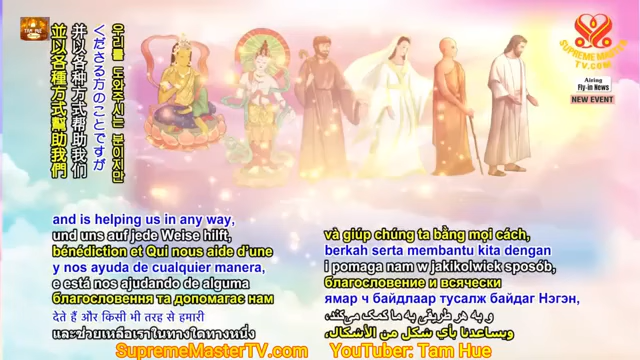 SUPREME MASTER
TV.COM
Airing
Fly-in News
NEW EVENT
우리를 도와주시는 분이지만
くださる方のことですが
并以各种方式帮助我们
並以各種方式幫助我們
and is helping us in any way,
und uns auf jede Weise hilft,
bénédiction et Qui nous aide d'une
y nos ayuda de cualquier manera,
e está nos ajudando de alguma
благословення та допомагає нам
देते हैं और किसी भी तरह से हमारी
และช่วยเหลือเราในทางใดทางหนึ่ง
và giúp chúng ta bằng mọi cách,
berkah serta membantu kita dengan
i pomaga nam w jakikolwiek sposób,
благословение и всячески
ямар ч байдлаар тусалж байдаг Нэгэн,
و به هر طریقی به ما کمک می‌کند،
ويساعدنا بأي شكل من الأشكال،
SupremeMasterTV.com
YouTuber: Tam Hue